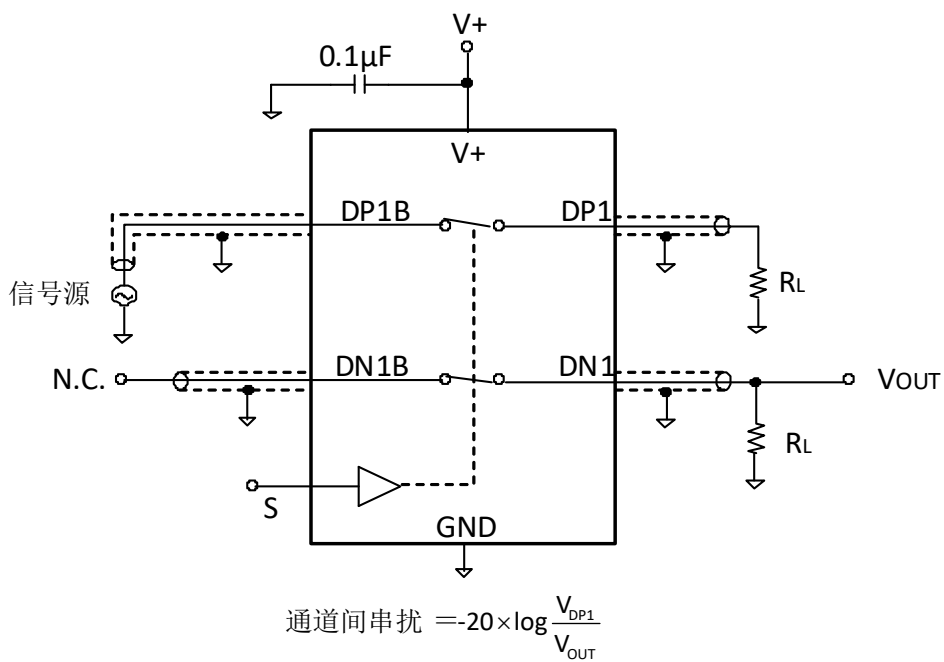 V+
0.1μF
V+
DP1B
DP1
信号源
RL
N.C.
DN1B
DN1
VOUT
RL
S
GND
通道间串扰 =-20×log VDP1/VOUT